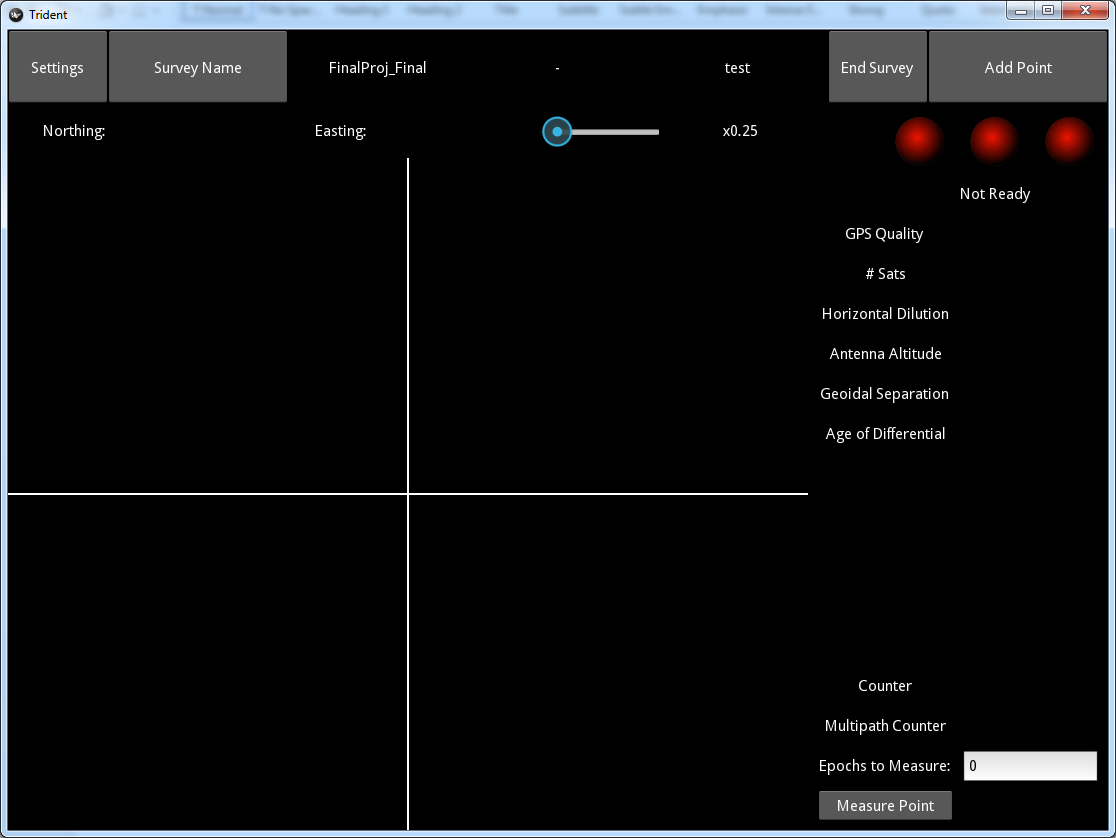 Trident
Settings Survey Name FinalProj_Final - test End Survey Add Point
Northing: Easting: x0.25
Not Ready
GPS Quality
# Sats
Horizontal Dilution
Antenna Altitude
Geoidal Separation
Age of Differential
Counter
Multipath Counter
Epochs to Measure: 0
Measure Point